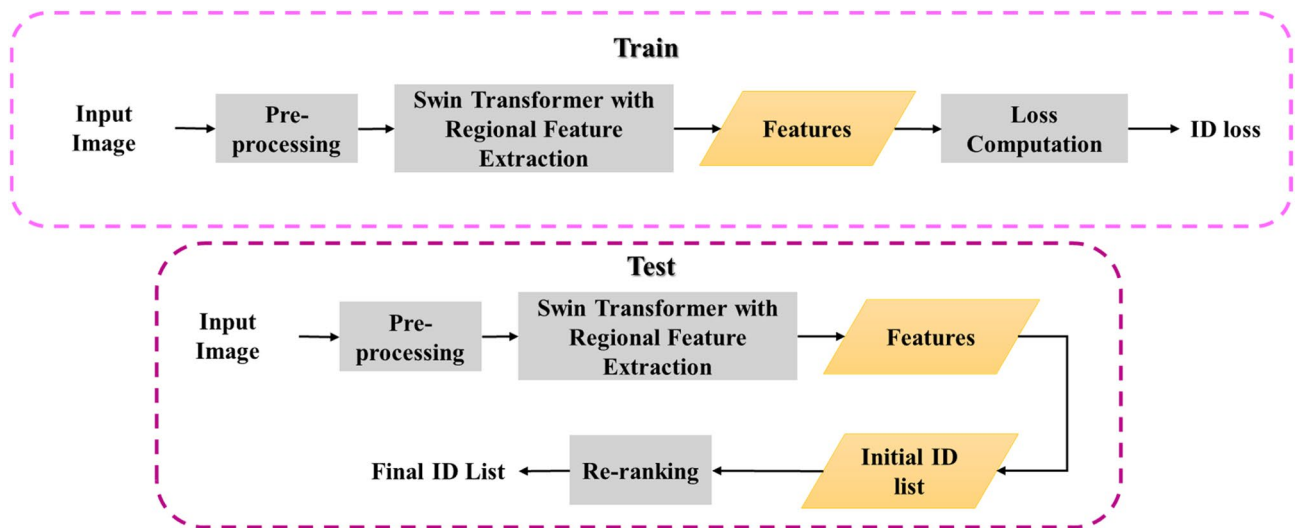 Train
Input
Image
Pre-
processing
Swin Transformer with
Regional Feature
Extraction
Features
Loss
Computation
ID loss
Test
Input
Image
Pre-
processing
Swin Transformer with
Regional Feature
Extraction
Features
Initial ID
list
Re-ranking
Final ID List